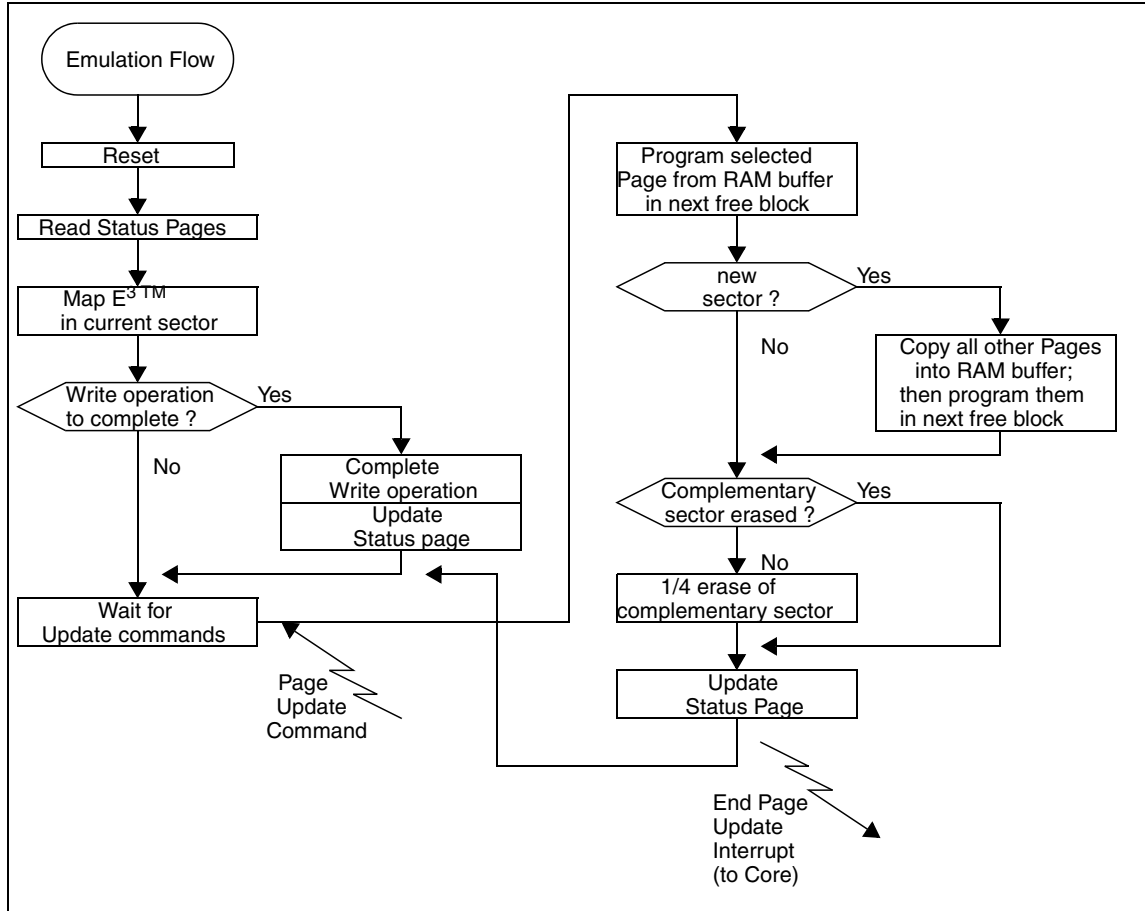 Emulation Flow
Reset
Read Status Pages
Map E³ ™
in current sector
Write operation
to complete ?
Yes
No
Complete
Write operation
Update
Status page
Wait for
Update commands
Page
Update
Command
Program selected
Page from RAM buffer
in next free block
new
sector ?
Yes
No
Copy all other Pages
into RAM buffer;
then program them
in next free block
Complementary
sector erased ?
Yes
No
1/4 erase of
complementary sector
Update
Status Page
End Page
Update
Interrupt
(to Core)